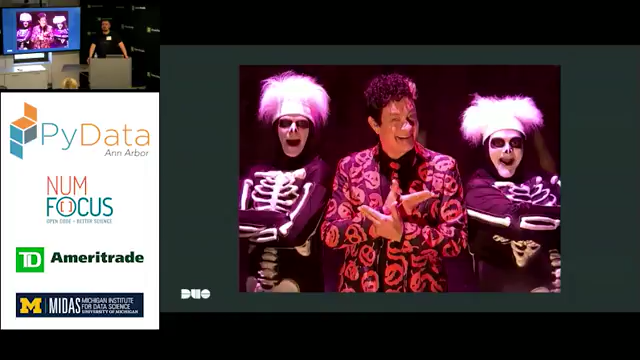 PyData
Ann Arbor
NUM
FOCUS
OPEN CODE = BETTER SCIENCE
TD Ameritrade
M MIDAS MICHIGAN INSTITUTE
FOR DATA SCIENCE
UNIVERSITY OF MICHIGAN
DUO